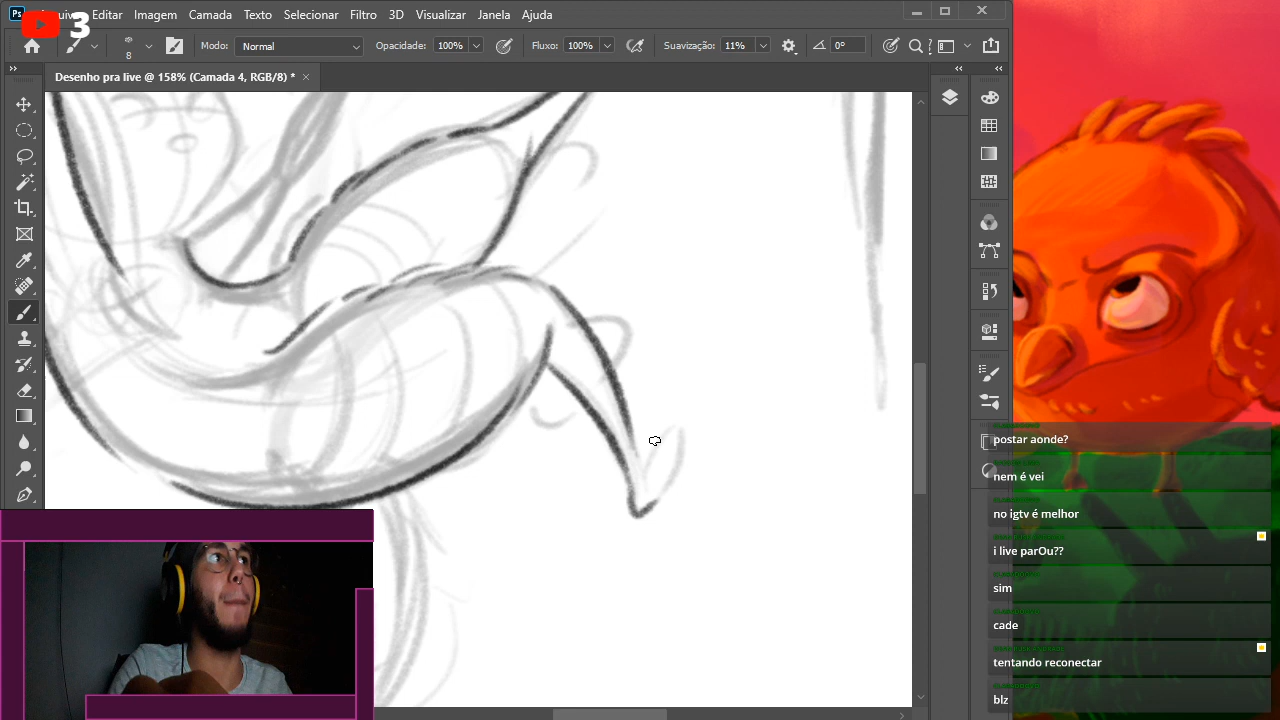 Ps
Editar Imagem Camada Texto Selecionar Filtro 3D Visualizar Janela Ajuda
3
8
Modo: Normal Opacidade: 100% Fluxo: 100% Suavização: 11% 0°
Desenho pra live @ 158% (Camada 4, RGB/8) *
postar aonde?
nem é vei
no igtv é melhor
i live parOu??
sim
cade
tentando reconectar
blz